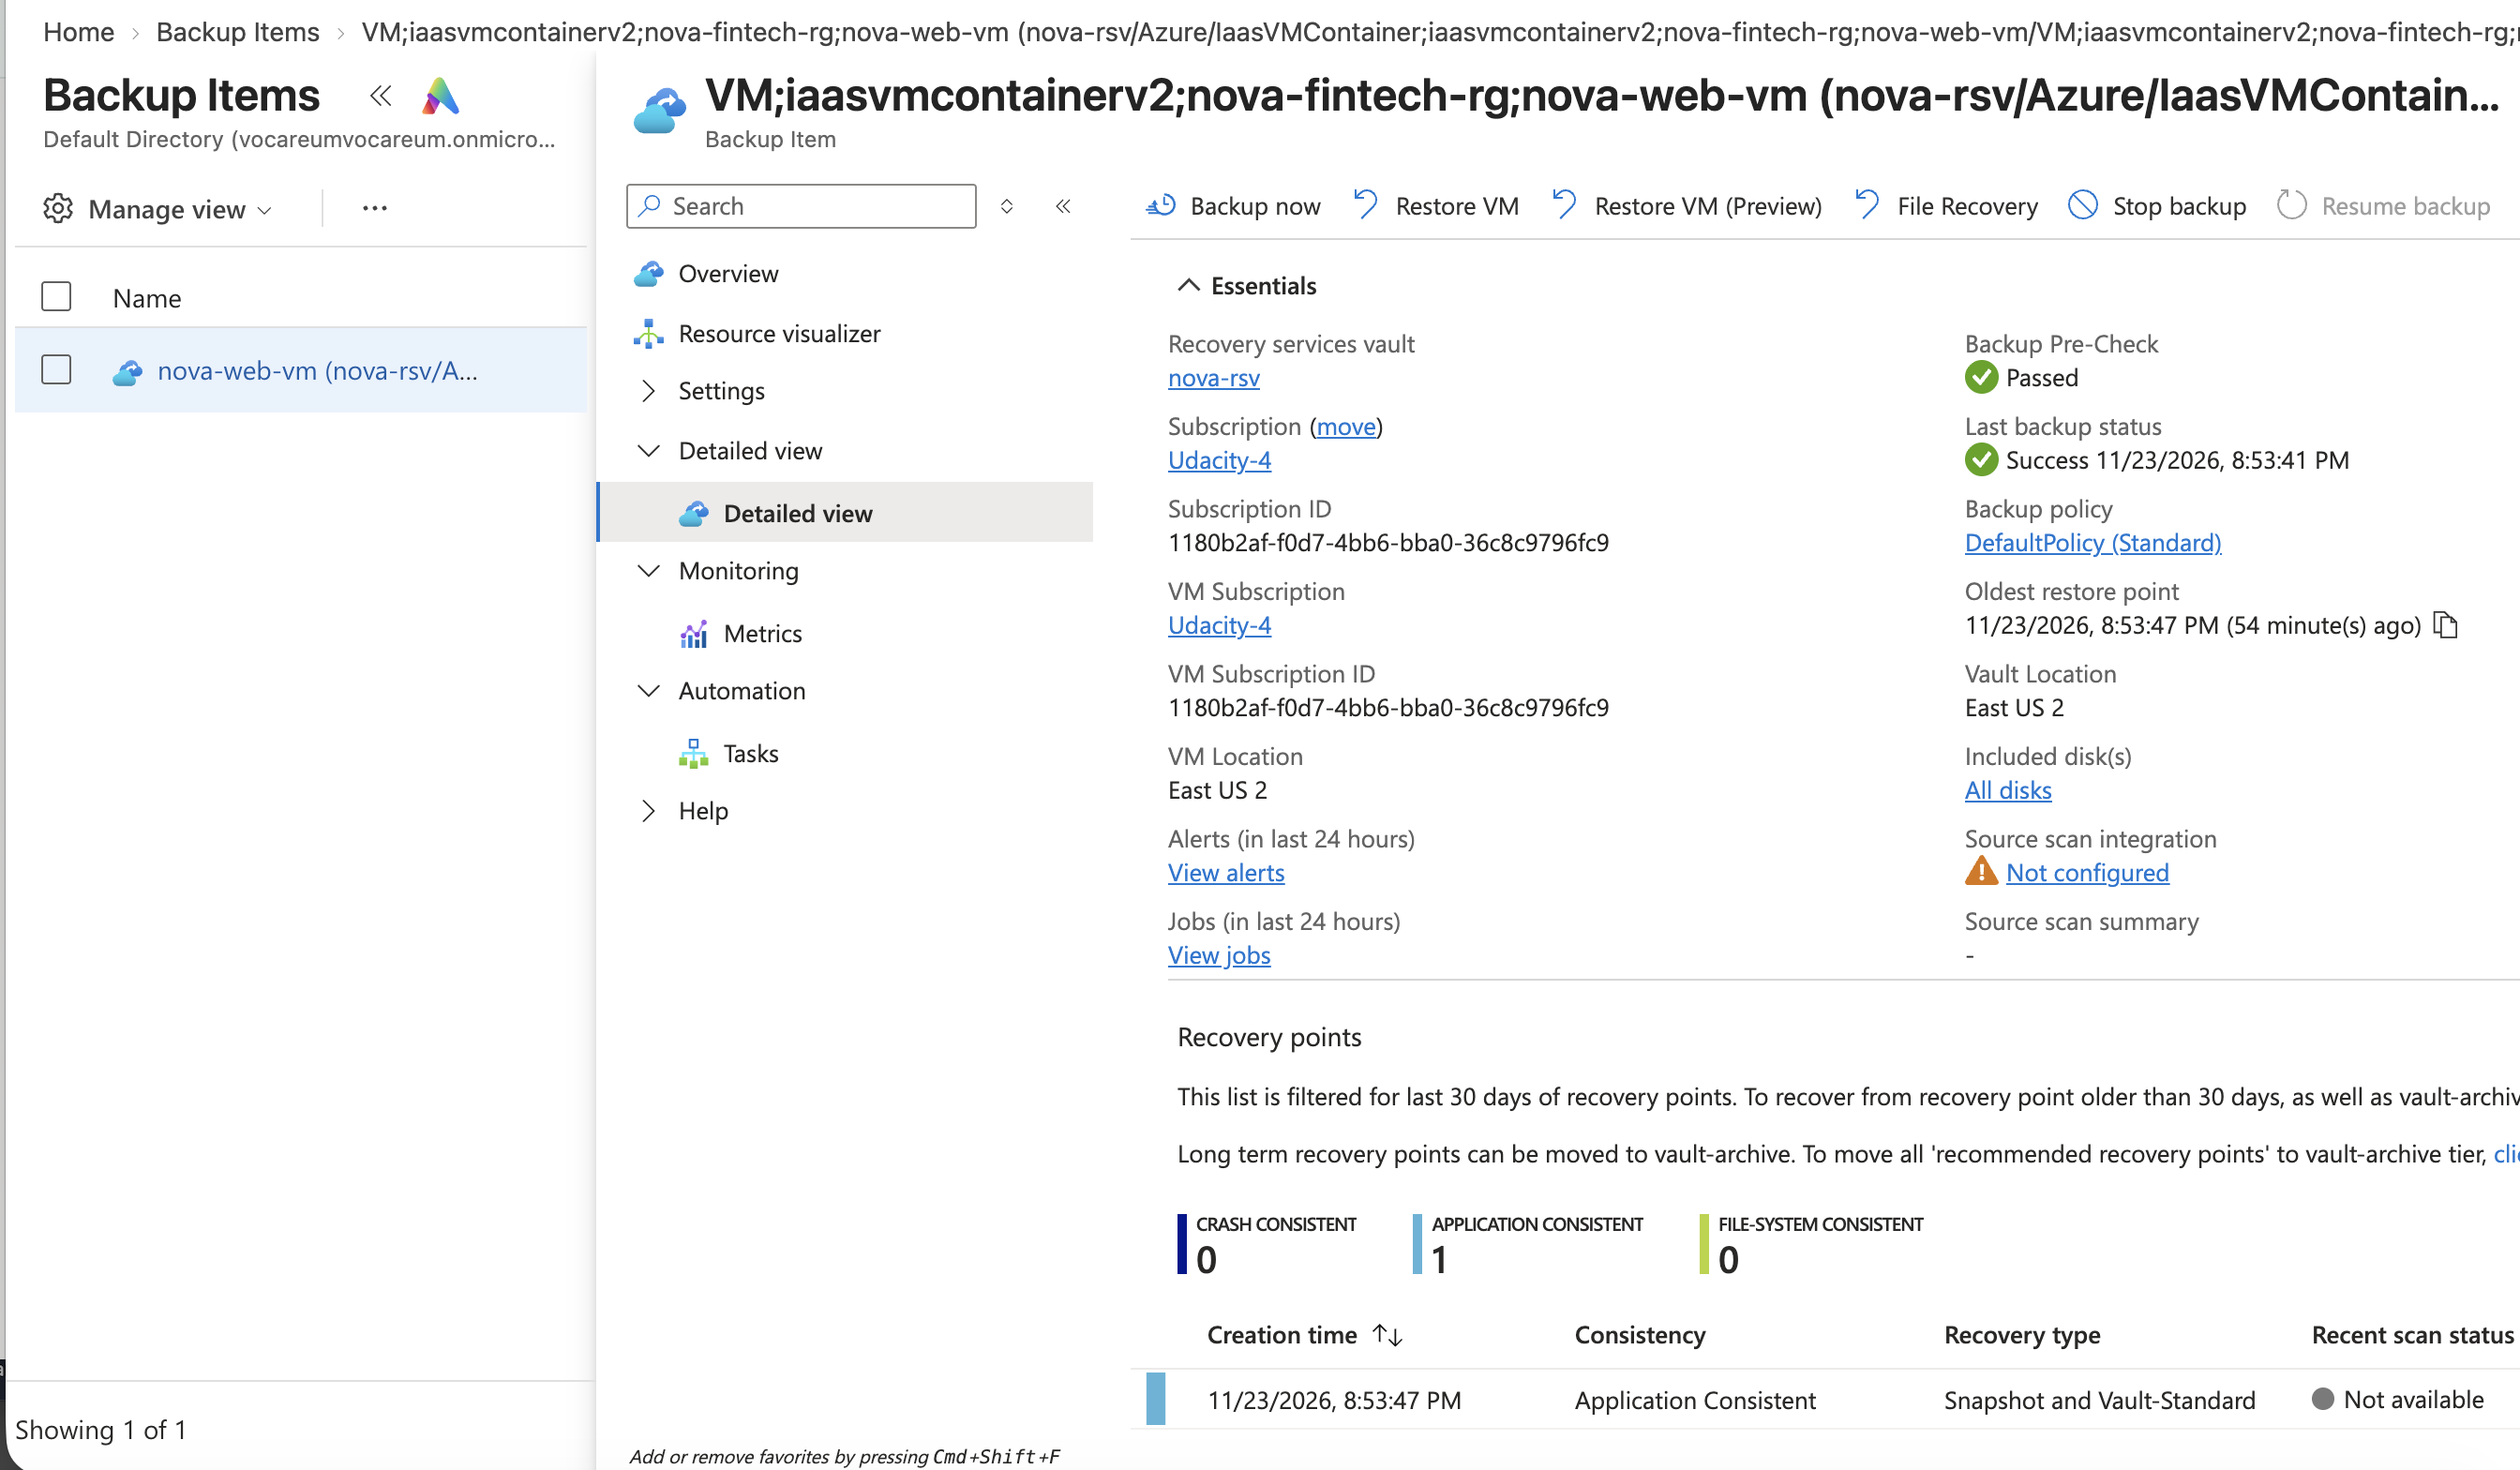 Home > Backup Items > VM;iaasvmcontainerv2;nova-fintech-rg;nova-web-vm (nova-rsv/Azure/IaasVMContainer;iaasvmcontainerv2;nova-fintech-rg;nova-web-vm/VM;iaasvmcontainerv2;nova-fintech-rg;
Backup Items
Default Directory (vocareumvocareum.onmicro...
Manage view
...
Name
nova-web-vm (nova-rsv/A...
Showing 1 of 1
VM;iaasvmcontainerv2;nova-fintech-rg;nova-web-vm (nova-rsv/Azure/IaasVMContain...
Backup Item
Search
Overview
Resource visualizer
Settings
Detailed view
Detailed view
Monitoring
Metrics
Automation
Tasks
Help
Add or remove favorites by pressing Cmd+Shift+F
Backup now
Restore VM
Restore VM (Preview)
File Recovery
Stop backup
Resume backup
Essentials
Recovery services vault
nova-rsv
Subscription (move)
Udacity-4
Subscription ID
1180b2af-f0d7-4bb6-bba0-36c8c9796fc9
VM Subscription
Udacity-4
VM Subscription ID
1180b2af-f0d7-4bb6-bba0-36c8c9796fc9
VM Location
East US 2
Alerts (in last 24 hours)
View alerts
Jobs (in last 24 hours)
View jobs
Backup Pre-Check
Passed
Last backup status
Success 11/23/2026, 8:53:41 PM
Backup policy
DefaultPolicy (Standard)
Oldest restore point
11/23/2026, 8:53:47 PM (54 minute(s) ago)
Vault Location
East US 2
Included disk(s)
All disks
Source scan integration
Not configured
Source scan summary
-
Recovery points
This list is filtered for last 30 days of recovery points. To recover from recovery point older than 30 days, as well as vault-archiv
Long term recovery points can be moved to vault-archive. To move all 'recommended recovery points' to vault-archive tier, cli
CRASH CONSISTENT
0
APPLICATION CONSISTENT
1
FILE-SYSTEM CONSISTENT
0
Creation time ↑↓ Consistency Recovery type Recent scan status
11/23/2026, 8:53:47 PM Application Consistent Snapshot and Vault-Standard Not available